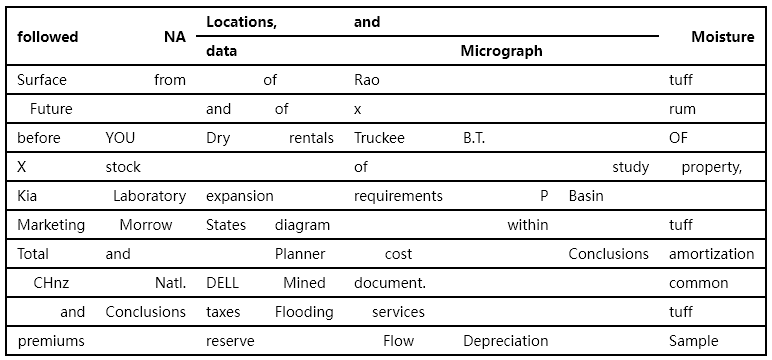 Locations, and
followed NA Moisture
data Micrograph
Surface from of Rao tuff
Future and of x rum
before YOU Dry rentals Truckee B.T. OF
X stock of study property,
Kia Laboratory expansion requirements P Basin
Marketing Morrow States diagram within tuff
Total and Planner cost Conclusions amortization
CHnz Natl. DELL Mined document. common
and Conclusions taxes Flooding services tuff
premiums reserve Flow Depreciation Sample